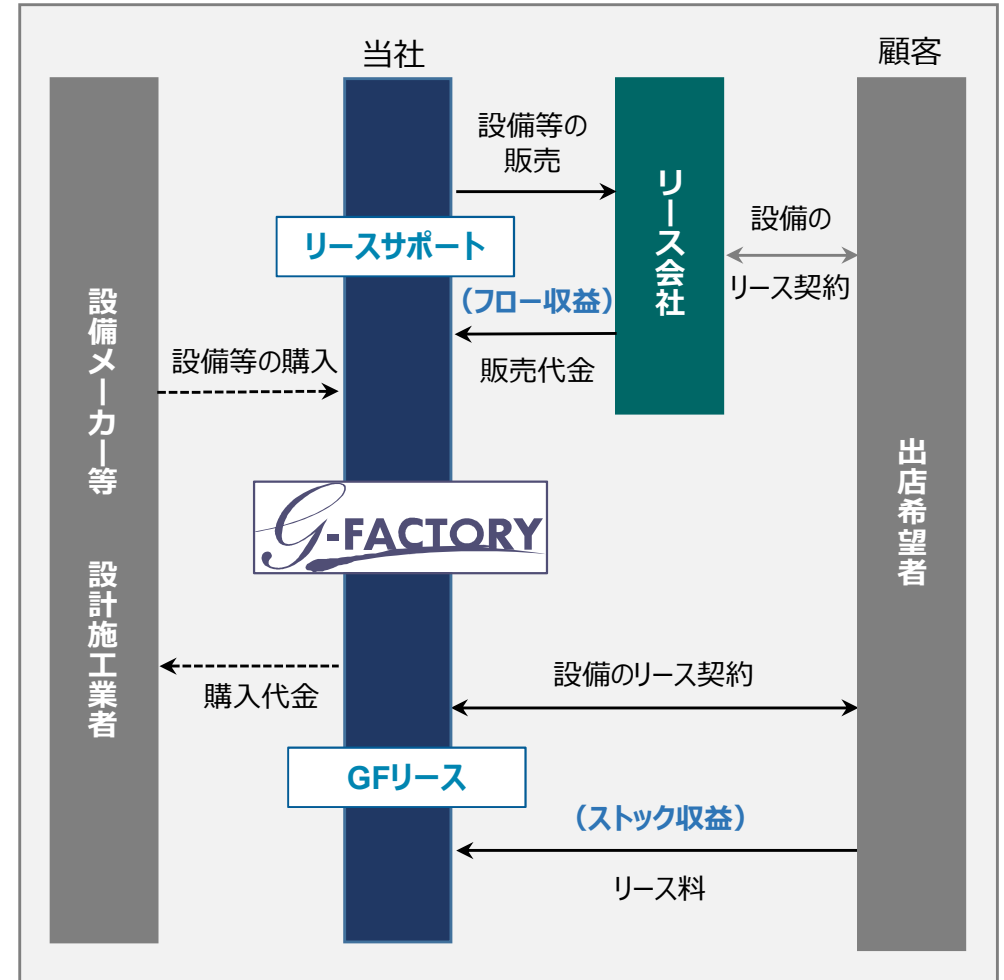 当社
顧客
設備等の
販売
リース会社
設備の
リース契約
リースサポート
（フロー収益）
販売代金
設備メーカー等
設計施工業者
設備等の購入
出店希望者
G-FACTORY
購入代金
設備のリース契約
GFリース
（ストック収益）
リース料